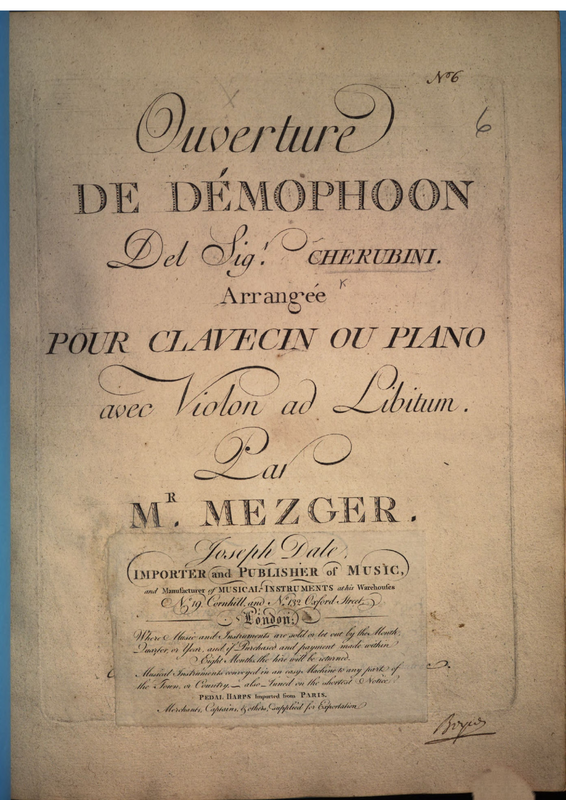 Nº6
6
Ouverture
DE DÉMOPHOON
Del Sig.r CHERUBINI.
Arrangée
POUR CLAVECIN OU PIANO
avec Violon ad Libitum.
Par
M.R MEZGER.
Joseph Dale,
IMPORTER and PUBLISHER of MUSIC,
and Manufacturer of MUSICAL-INSTRUMENTS at his Warehouses
Nº 19 Cornhill, and Nº 132 Oxford Street
London;
Where Music and Instruments are sold or let out by the Month,
Quarter, or Year, and if Purchased and payment made within
Eight Months the hire will be returned.
Musical Instruments conveyed in an easy Machine to any part of
the Town, or Country, also Tuned on the shortest Notice
PEDAL HARPS Imported from PARIS.
Merchants, Captains, & others, supplied for Exportation